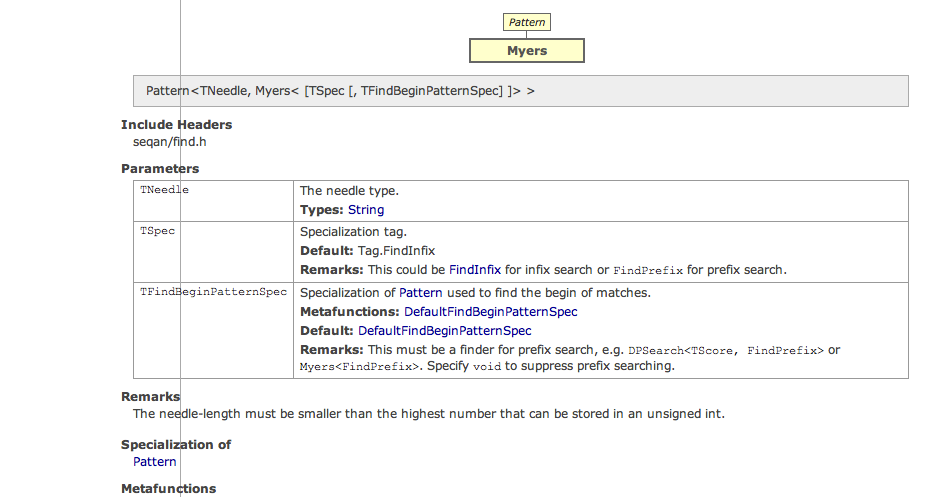 Pattern
Myers
Pattern<TNeedle, Myers< [TSpec [, TFindBeginPatternSpec] ]> >
Include Headers
seqan/find.h
Parameters
TNeedle
The needle type.
Types: String
TSpec
Specialization tag.
Default: Tag.FindInfix
Remarks: This could be FindInfix for infix search or FindPrefix for prefix search.
TFindBeginPatternSpec
Specialization of Pattern used to find the begin of matches.
Metafunctions: DefaultFindBeginPatternSpec
Default: DefaultFindBeginPatternSpec
Remarks: This must be a finder for prefix search, e.g. DPSearch<TScore, FindPrefix> or
Myers<FindPrefix>. Specify void to suppress prefix searching.
Remarks
The needle-length must be smaller than the highest number that can be stored in an unsigned int.
Specialization of
Pattern
Metafunctions